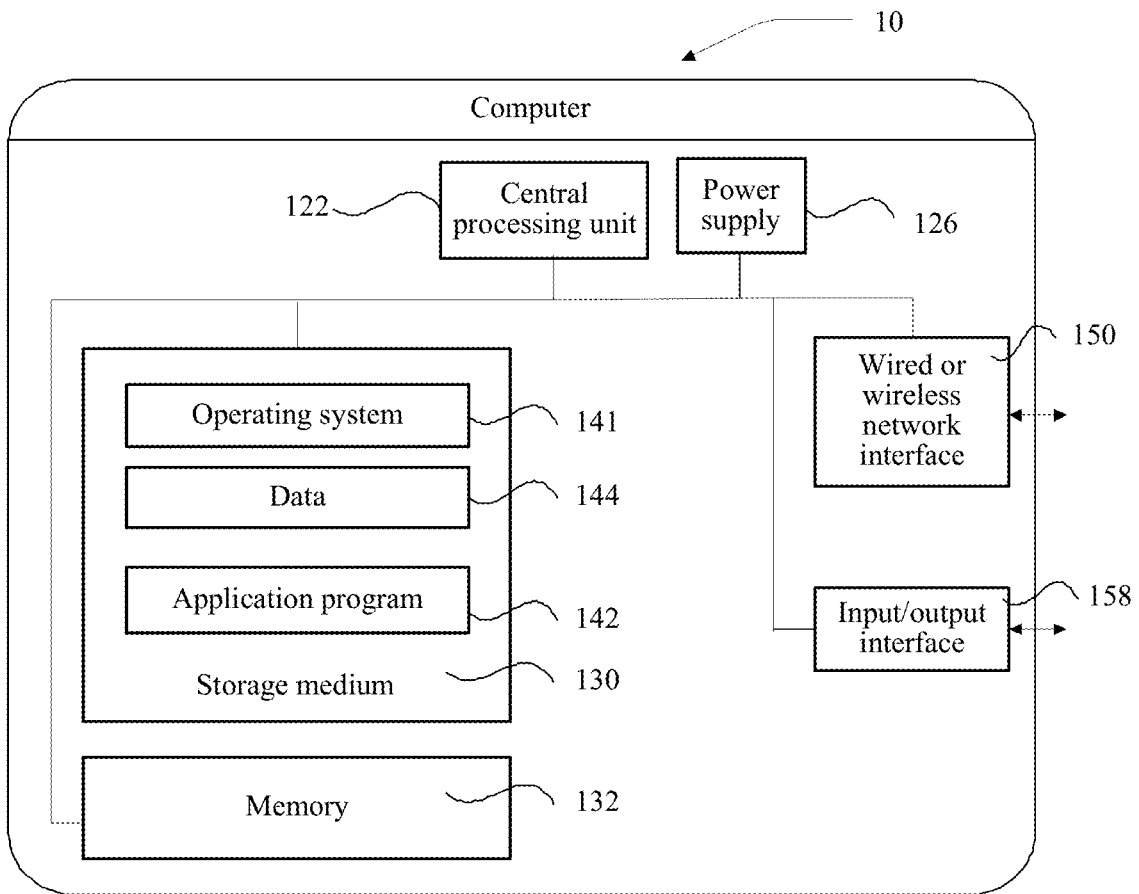 10
Computer
122
Central
processing unit
Power
supply
126
150
Wired or
wireless
network
interface
Operating system
141
Data
144
Application program
142
Input/output
interface
158
Storage medium
130
Memory
132